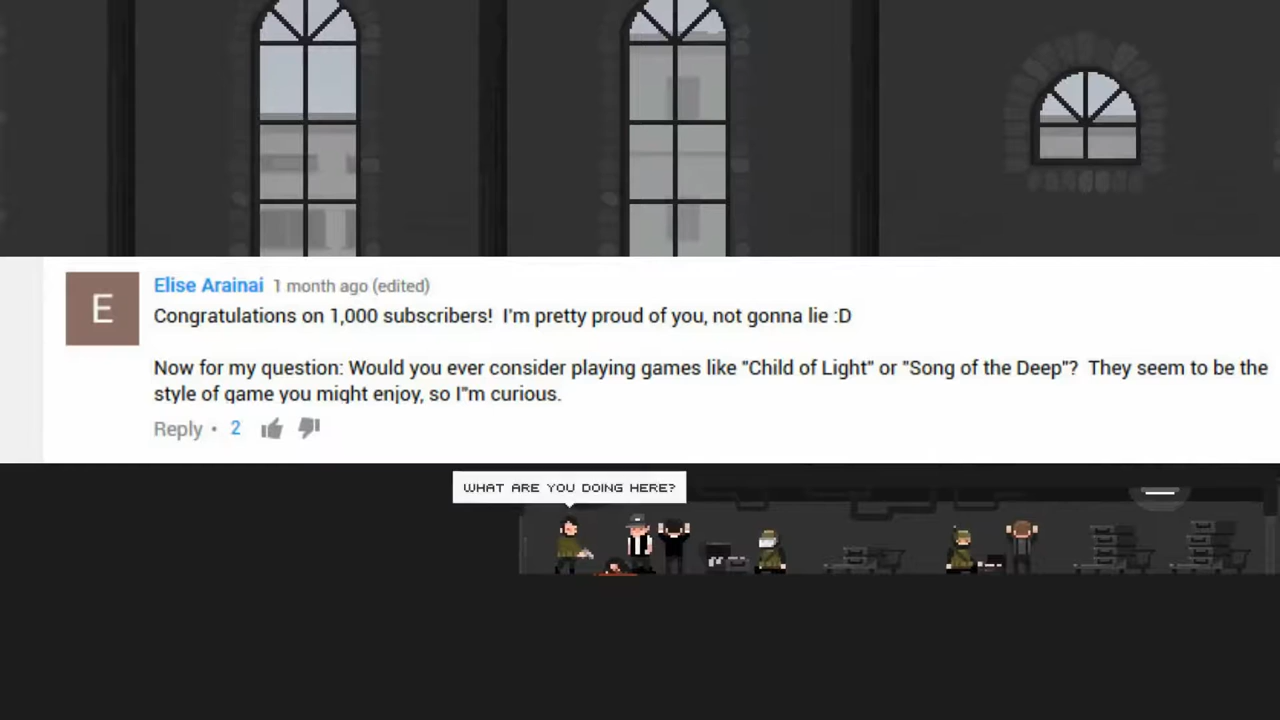 E
Elise Arainai 1 month ago (edited)
Congratulations on 1,000 subscribers! I'm pretty proud of you, not gonna lie :D
Now for my question: Would you ever consider playing games like "Child of Light" or "Song of the Deep"? They seem to be the
style of game you might enjoy, so I"m curious.
Reply • 2
WHAT ARE YOU DOING HERE?